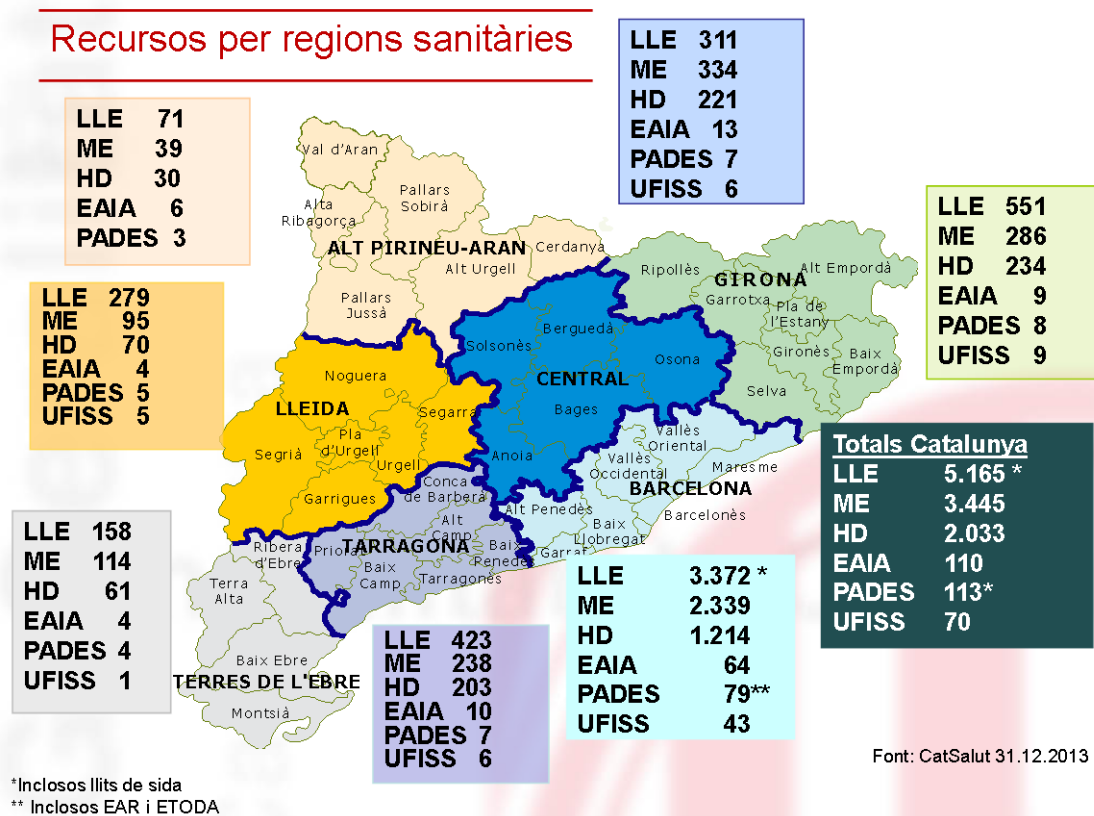 Recursos per regions sanitàries
LLE 311
ME 334
HD 221
EAIA 13
PADES 7
UFISS 6
LLE 71
ME 39
HD 30
EAIA 6
PADES 3
LLE 551
ME 286
HD 234
EAIA 9
PADES 8
UFISS 9
LLE 279
ME 95
HD 70
EAIA 4
PADES 5
UFISS 5
Val d'Aran
Pallars
Sobirà
Alta
Ribagorça
ALT PIRINEU-ARAN
Cerdanya
Alt Urgell
Pallars
Jussà
Ripollès
Alt Empordà
GIRONA
Garrotxa
Pla de
l'Estany
Gironès
Baix
Empordà
Selva
Berguedà
Solsonès
Osona
CENTRAL
Bages
Anoia
Noguera
LLEIDA
Segarra
Pla
d'Urgell
Segrià
Urgell
Garrigues
Vallès
Oriental
Vallès
Occidental
Maresme
BARCELONA
Alt Penedès
Barcelonès
Baix
Llobregat
Garraf
Conca
de Barberà
Alt
Camp
TARRAGONA
Priorat
Baix
Penedès
Baix
Camp
Tarragonès
Ribera
d'Ebre
Terra
Alta
Baix Ebre
TERRES DE L'EBRE
Montsià
Totals Catalunya
LLE 5.165 *
ME 3.445
HD 2.033
EAIA 110
PADES 113*
UFISS 70
LLE 158
ME 114
HD 61
EAIA 4
PADES 4
UFISS 1
LLE 423
ME 238
HD 203
EAIA 10
PADES 7
UFISS 6
LLE 3.372 *
ME 2.339
HD 1.214
EAIA 64
PADES 79**
UFISS 43
Font: CatSalut 31.12.2013
*Inclosos llits de sida
** Inclosos EAR i ETODA